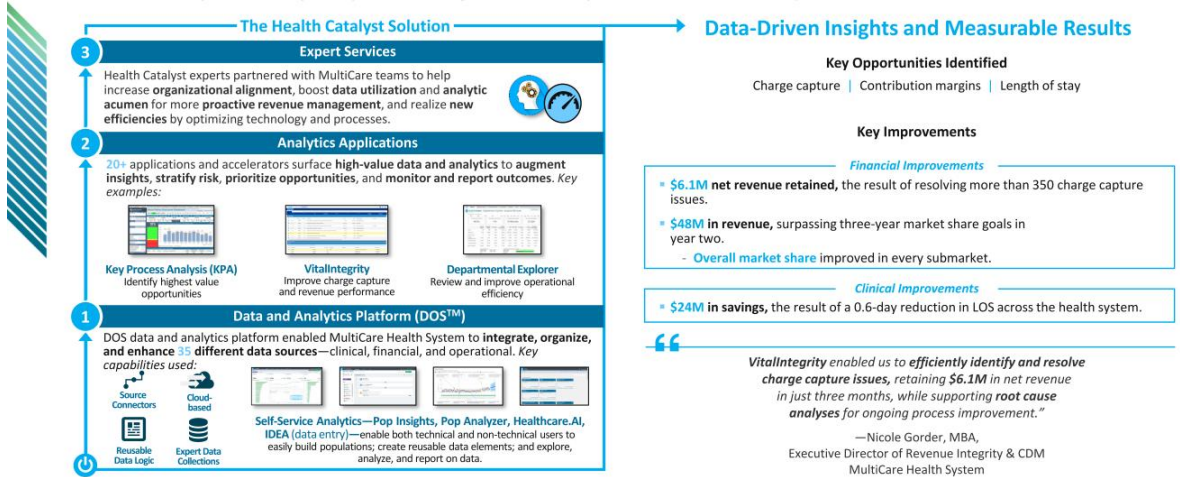 The Health Catalyst Solution
3
Expert Services
Health Catalyst experts partnered with MultiCare teams to help
increase organizational alignment, boost data utilization and analytic
acumen for more proactive revenue management, and realize new
efficiencies by optimizing technology and processes.
2
Analytics Applications
20+ applications and accelerators surface high-value data and analytics to augment
insights, stratify risk, prioritize opportunities, and monitor and report outcomes. Key
examples:
Key Process Analysis (KPA)
Identify highest value
opportunities
VitalIntegrity
Improve charge capture
and revenue performance
Departmental Explorer
Review and improve operational
efficiency
1
Data and Analytics Platform (DOS™)
DOS data and analytics platform enabled MultiCare Health System to integrate, organize,
and enhance 35 different data sources—clinical, financial, and operational. Key
capabilities used:
Source
Connectors
Cloud-
based
Reusable
Data Logic
Expert Data
Collections
Self-Service Analytics—Pop Insights, Pop Analyzer, Healthcare.AI,
IDEA (data entry)—enable both technical and non-technical users to
easily build populations; create reusable data elements; and explore,
analyze, and report on data.
Data-Driven Insights and Measurable Results
Key Opportunities Identified
Charge capture | Contribution margins | Length of stay
Key Improvements
Financial Improvements
▪ $6.1M net revenue retained, the result of resolving more than 350 charge capture
issues.
▪ $48M in revenue, surpassing three-year market share goals in
year two.
- Overall market share improved in every submarket.
Clinical Improvements
▪ $24M in savings, the result of a 0.6-day reduction in LOS across the health system.
“
VitalIntegrity enabled us to efficiently identify and resolve
charge capture issues, retaining $6.1M in net revenue
in just three months, while supporting root cause
analyses for ongoing process improvement.”
—Nicole Gorder, MBA,
Executive Director of Revenue Integrity & CDM
MultiCare Health System